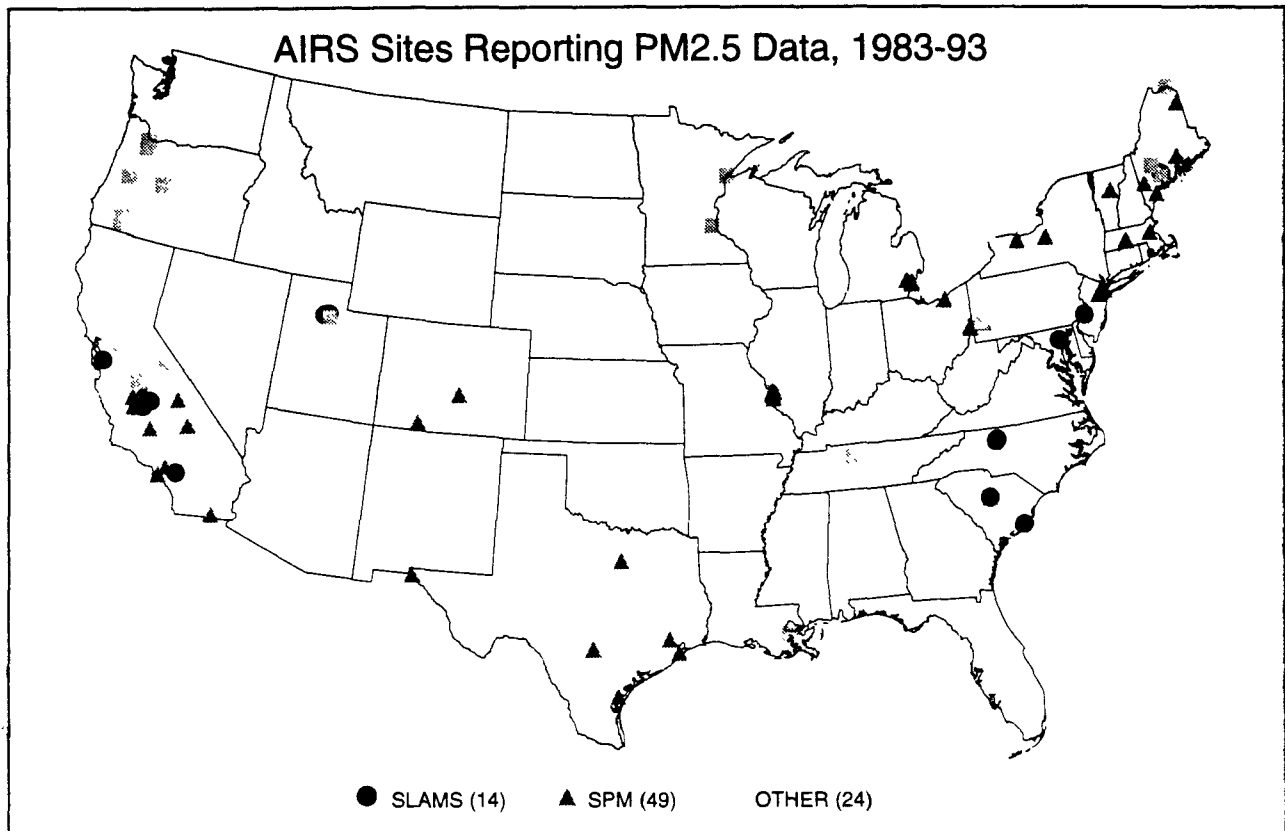 AIRS Sites Reporting PM2.5 Data, 1983-93
SLAMS (14) SPM (49) OTHER (24)